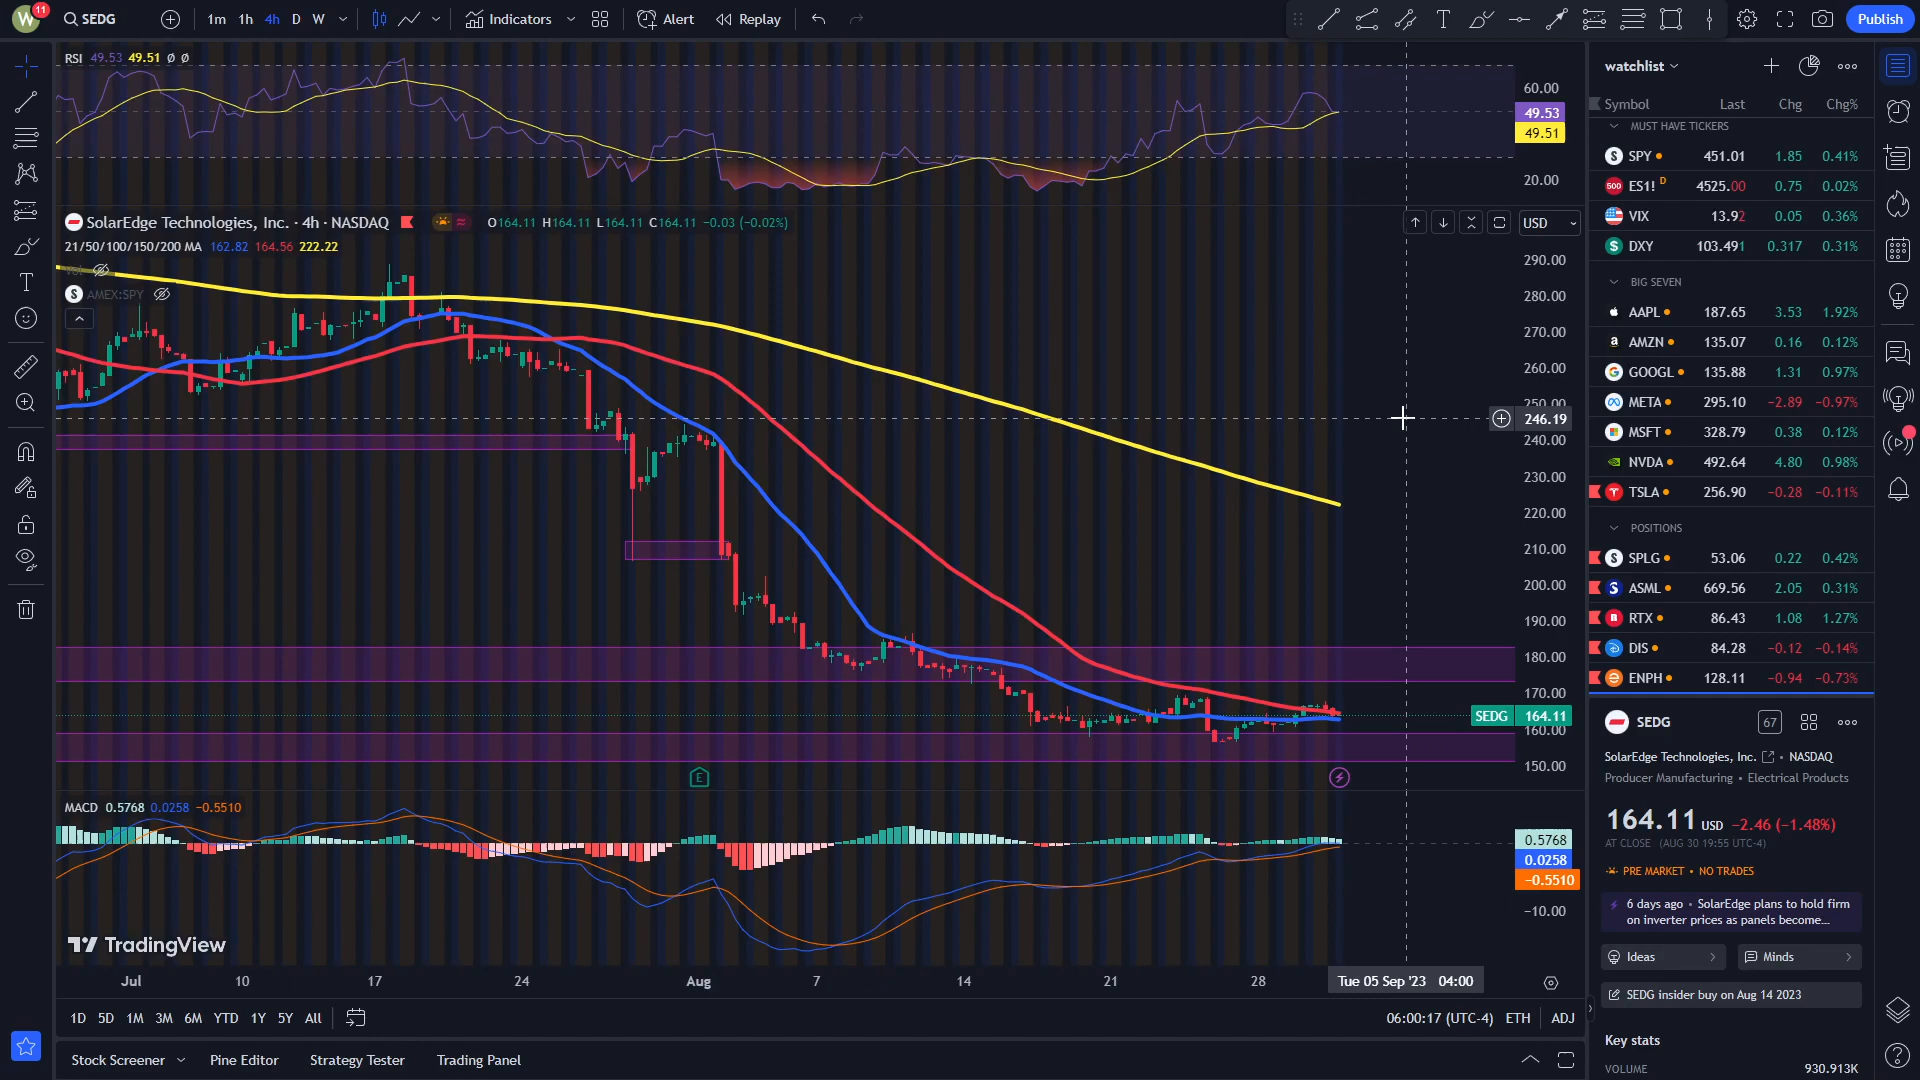 W 11 SEDG 1m 1h 4h D W Indicators Alert Replay Publish
RSI 49.53 49.51 Ø Ø
60.00
49.53
49.51
20.00
SolarEdge Technologies, Inc. · 4h · NASDAQ O164.11 H164.11 L164.11 C164.11 −0.03 (−0.02%) USD
21/50/100/150/200 MA 162.82 164.56 222.22
Vol
S AMEX:SPY
290.00
280.00
270.00
260.00
250.00
246.19
240.00
230.00
220.00
210.00
200.00
190.00
180.00
170.00
SEDG 164.11
160.00
150.00
E
MACD 0.5768 0.0258 −0.5510
0.5768
0.0258
−0.5510
−10.00
TradingView
Jul 10 17 24 Aug 7 14 21 28 Tue 05 Sep '23 04:00
1D 5D 1M 3M 6M YTD 1Y 5Y All 06:00:17 (UTC-4) ETH ADJ
Stock Screener Pine Editor Strategy Tester Trading Panel
watchlist
Symbol Last Chg Chg%
MUST HAVE TICKERS
SPY 451.01 1.85 0.41%
500 ES1! D 4525.00 0.75 0.02%
VIX 13.92 0.05 0.36%
DXY 103.491 0.317 0.31%
BIG SEVEN
AAPL 187.65 3.53 1.92%
AMZN 135.07 0.16 0.12%
GOOGL 135.88 1.31 0.97%
META 295.10 −2.89 −0.97%
MSFT 328.79 0.38 0.12%
NVDA 492.64 4.80 0.98%
TSLA 256.90 −0.28 −0.11%
POSITIONS
SPLG 53.06 0.22 0.42%
ASML 669.56 2.05 0.31%
RTX 86.43 1.08 1.27%
DIS 84.28 −0.12 −0.14%
ENPH 128.11 −0.94 −0.73%
SEDG 67
SolarEdge Technologies, Inc. • NASDAQ
Producer Manufacturing • Electrical Products
164.11 USD −2.46 (−1.48%)
AT CLOSE (AUG 30 19:55 UTC-4)
PRE MARKET • NO TRADES
6 days ago • SolarEdge plans to hold firm
on inverter prices as panels become...
Ideas Minds
SEDG insider buy on Aug 14 2023
Key stats
VOLUME 930.913K